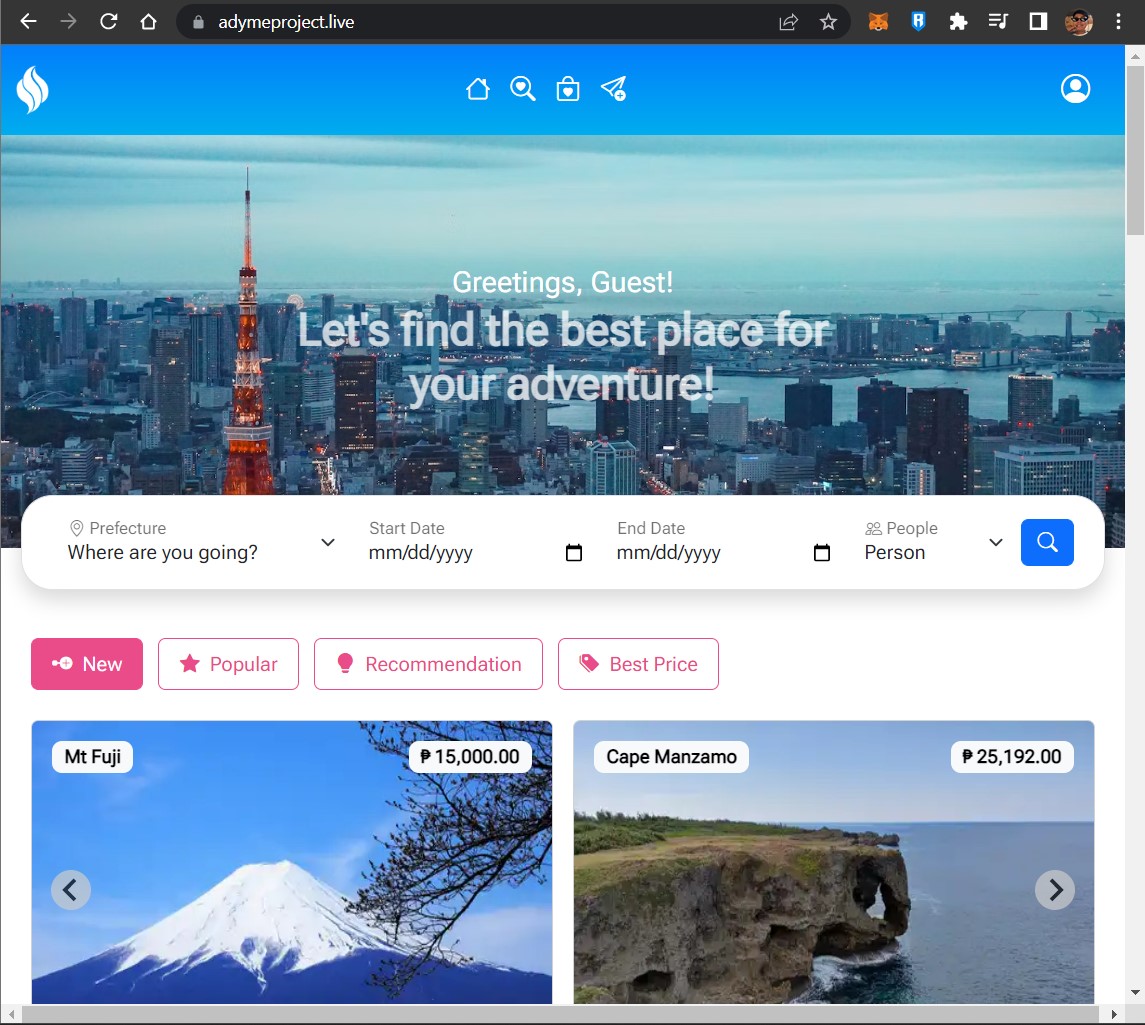 adymeproject.live
Greetings, Guest!
Let's find the best place for
your adventure!
Prefecture
Where are you going?
Start Date
mm/dd/yyyy
End Date
mm/dd/yyyy
People
Person
New
Popular
Recommendation
Best Price
Mt Fuji
₱ 15,000.00
Cape Manzamo
₱ 25,192.00